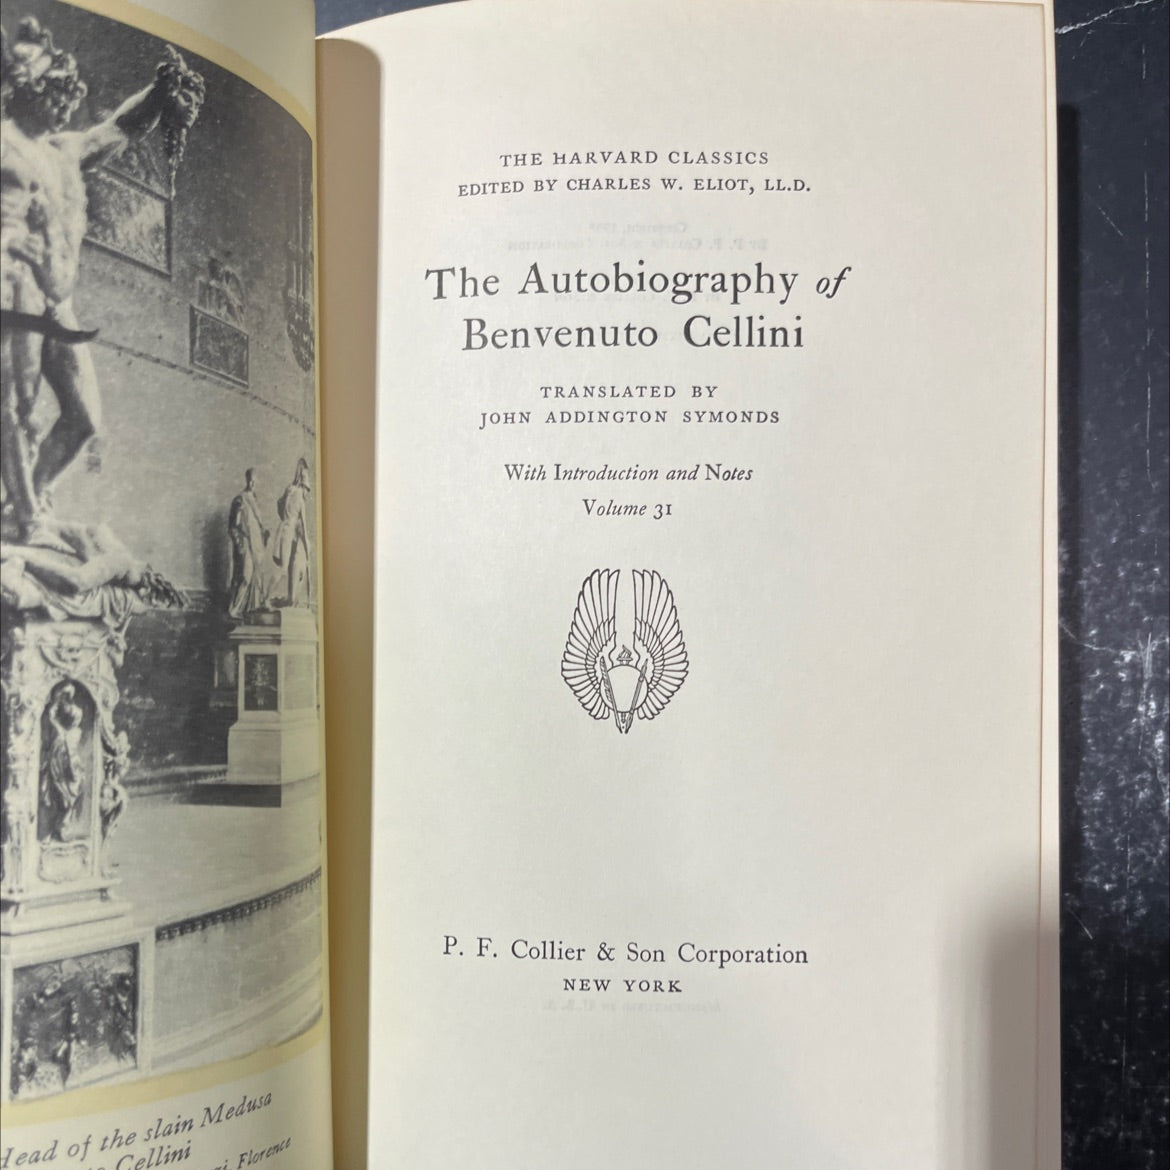 Head of the slain Medusa
Cellini
Florence
THE HARVARD CLASSICS
EDITED BY CHARLES W. ELIOT, LL.D.
The Autobiography of
Benvenuto Cellini
TRANSLATED BY
JOHN ADDINGTON SYMONDS
With Introduction and Notes
Volume 31
P. F. Collier & Son Corporation
NEW YORK